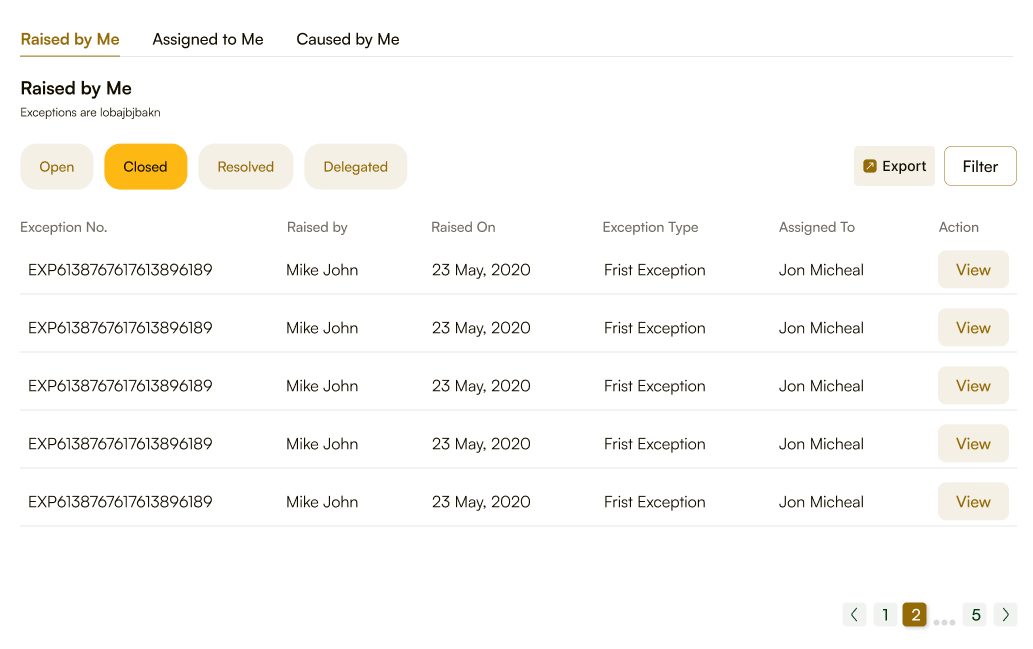 Raised by Me Assigned to Me Caused by Me
Raised by Me
Exceptions are lobajbjbakn
Open Closed Resolved Delegated Export Filter
Exception No. Raised by Raised On Exception Type Assigned To Action
EXP6138767617613896189 Mike John 23 May, 2020 Frist Exception Jon Micheal View
EXP6138767617613896189 Mike John 23 May, 2020 Frist Exception Jon Micheal View
EXP6138767617613896189 Mike John 23 May, 2020 Frist Exception Jon Micheal View
EXP6138767617613896189 Mike John 23 May, 2020 Frist Exception Jon Micheal View
EXP6138767617613896189 Mike John 23 May, 2020 Frist Exception Jon Micheal View
1 2 ... 5